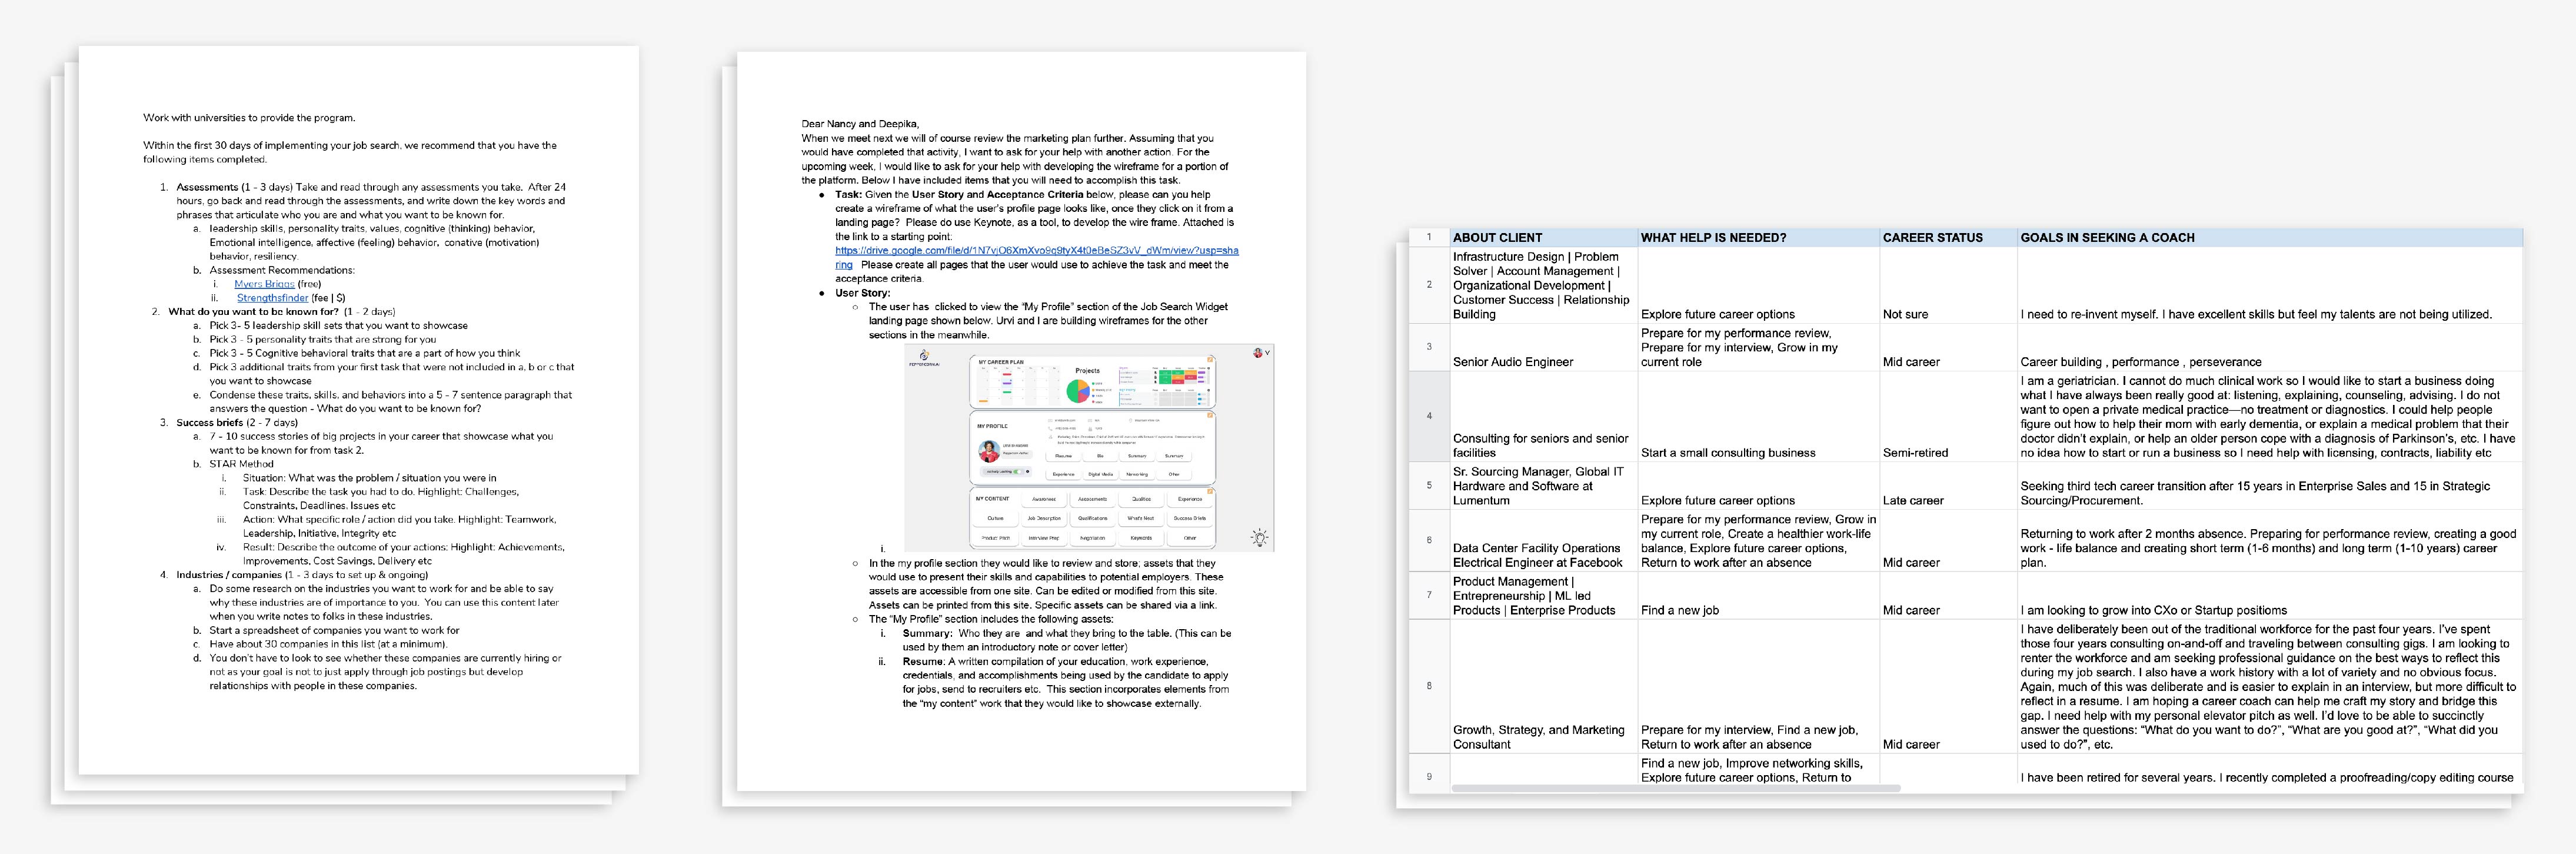 Work with universities to provide the program.
Within the first 30 days of implementing your job search, we recommend that you have the
following items completed.
1. Assessments (1 - 3 days) Take and read through any assessments you take. After 24
hours, go back and read through the assessments, and write down the key words and
phrases that articulate who you are and what you want to be known for.
a. leadership skills, personality traits, values, cognitive (thinking) behavior,
Emotional intelligence, affective (feeling) behavior, conative (motivation)
behavior, resiliency.
b. Assessment Recommendations:
i. Myers Briggs (free)
ii. Strengthsfinder (fee | $)
2. What do you want to be known for? (1 - 2 days)
a. Pick 3- 5 leadership skill sets that you want to showcase
b. Pick 3 - 5 personality traits that are strong for you
c. Pick 3 - 5 Cognitive behavioral traits that are a part of how you think
d. Pick 3 additional traits from your first task that were not included in a, b or c that
you want to showcase
e. Condense these traits, skills, and behaviors into a 5 - 7 sentence paragraph that
answers the question - What do you want to be known for?
3. Success briefs (2 - 7 days)
a. 7 - 10 success stories of big projects in your career that showcase what you
want to be known for from task 2.
b. STAR Method
i. Situation: What was the problem / situation you were in
ii. Task: Describe the task you had to do. Highlight: Challenges,
Constraints, Deadlines, Issues etc
iii. Action: What specific role / action did you take. Highlight: Teamwork,
Leadership, Initiative, Integrity etc
iv. Result: Describe the outcome of your actions: Highlight: Achievements,
Improvements, Cost Savings, Delivery etc
4. Industries / companies (1 - 3 days to set up & ongoing)
a. Do some research on the industries you want to work for and be able to say
why these industries are of importance to you. You can use this content later
when you write notes to folks in these industries.
b. Start a spreadsheet of companies you want to work for
c. Have about 30 companies in this list (at a minimum).
d. You don't have to look to see whether these companies are currently hiring or
not as your goal is not to just apply through job postings but develop
relationships with people in these companies.
Dear Nancy and Deepika,
When we meet next we will of course review the marketing plan further. Assuming that you
would have completed that activity, I want to ask for your help with another action. For the
upcoming week, I would like to ask for your help with developing the wireframe for a portion of
the platform. Below I have included items that you will need to accomplish this task.
● Task: Given the User Story and Acceptance Criteria below, please can you help
create a wireframe of what the user's profile page looks like, once they click on it from a
landing page? Please do use Keynote, as a tool, to develop the wire frame. Attached is
the link to a starting point:
https://drive.google.com/file/d/1N7yjO6XmXvo9q9tyX4t0eBeSZ3vV_dWm/view?usp=sha
ring Please create all pages that the user would use to achieve the task and meet the
acceptance criteria.
● User Story:
○ The user has clicked to view the "My Profile" section of the Job Search Widget
landing page shown below. Urvi and I are building wireframes for the other
sections in the meanwhile.
MY CAREER PLAN
Projects
MY PROFILE
Resume Bio Summary Summary
Experience Digital Media Networking Other
MY CONTENT Awareness Assessments Qualities Experience
Culture Job Description Qualifications What's Next Success Briefs
Product Pitch Interview Prep Negotiation Keywords Other
i.
○ In the my profile section they would like to review and store; assets that they
would use to present their skills and capabilities to potential employers. These
assets are accessible from one site. Can be edited or modified from this site.
Assets can be printed from this site. Specific assets can be shared via a link.
○ The "My Profile" section includes the following assets:
i. Summary: Who they are and what they bring to the table. (This can be
used by them an introductory note or cover letter)
ii. Resume: A written compilation of your education, work experience,
credentials, and accomplishments being used by the candidate to apply
for jobs, send to recruiters etc. This section incorporates elements from
the "my content" work that they would like to showcase externally.
1 ABOUT CLIENT WHAT HELP IS NEEDED? CAREER STATUS GOALS IN SEEKING A COACH
2
Infrastructure Design | Problem
Solver | Account Management |
Organizational Development |
Customer Success | Relationship
Building
Explore future career options
Not sure
I need to re-invent myself. I have excellent skills but feel my talents are not being utilized.
3
Senior Audio Engineer
Prepare for my performance review,
Prepare for my interview, Grow in my
current role
Mid career
Career building , performance , perseverance
4
Consulting for seniors and senior
facilities
Start a small consulting business
Semi-retired
I am a geriatrician. I cannot do much clinical work so I would like to start a business doing
what I have always been really good at: listening, explaining, counseling, advising. I do not
want to open a private medical practice—no treatment or diagnostics. I could help people
figure out how to help their mom with early dementia, or explain a medical problem that their
doctor didn't explain, or help an older person cope with a diagnosis of Parkinson's, etc. I have
no idea how to start or run a business so I need help with licensing, contracts, liability etc
5
Sr. Sourcing Manager, Global IT
Hardware and Software at
Lumentum
Explore future career options
Late career
Seeking third tech career transition after 15 years in Enterprise Sales and 15 in Strategic
Sourcing/Procurement.
6
Data Center Facility Operations
Electrical Engineer at Facebook
Prepare for my performance review, Grow in
my current role, Create a healthier work-life
balance, Explore future career options,
Return to work after an absence
Mid career
Returning to work after 2 months absence. Preparing for performance review, creating a good
work - life balance and creating short term (1-6 months) and long term (1-10 years) career
plan.
7
Product Management |
Entrepreneurship | ML led
Products | Enterprise Products
Find a new job
Mid career
I am looking to grow into CXo or Startup positioms
8
Growth, Strategy, and Marketing
Consultant
Prepare for my interview, Find a new job,
Return to work after an absence
Mid career
I have deliberately been out of the traditional workforce for the past four years. I've spent
those four years consulting on-and-off and traveling between consulting gigs. I am looking to
renter the workforce and am seeking professional guidance on the best ways to reflect this
during my job search. I also have a work history with a lot of variety and no obvious focus.
Again, much of this was deliberate and is easier to explain in an interview, but more difficult to
reflect in a resume. I am hoping a career coach can help me craft my story and bridge this
gap. I need help with my personal elevator pitch as well. I'd love to be able to succinctly
answer the questions: "What do you want to do?", "What are you good at?", "What did you
used to do?", etc.
9
Find a new job, Improve networking skills,
Explore future career options, Return to
I have been retired for several years. I recently completed a proofreading/copy editing course